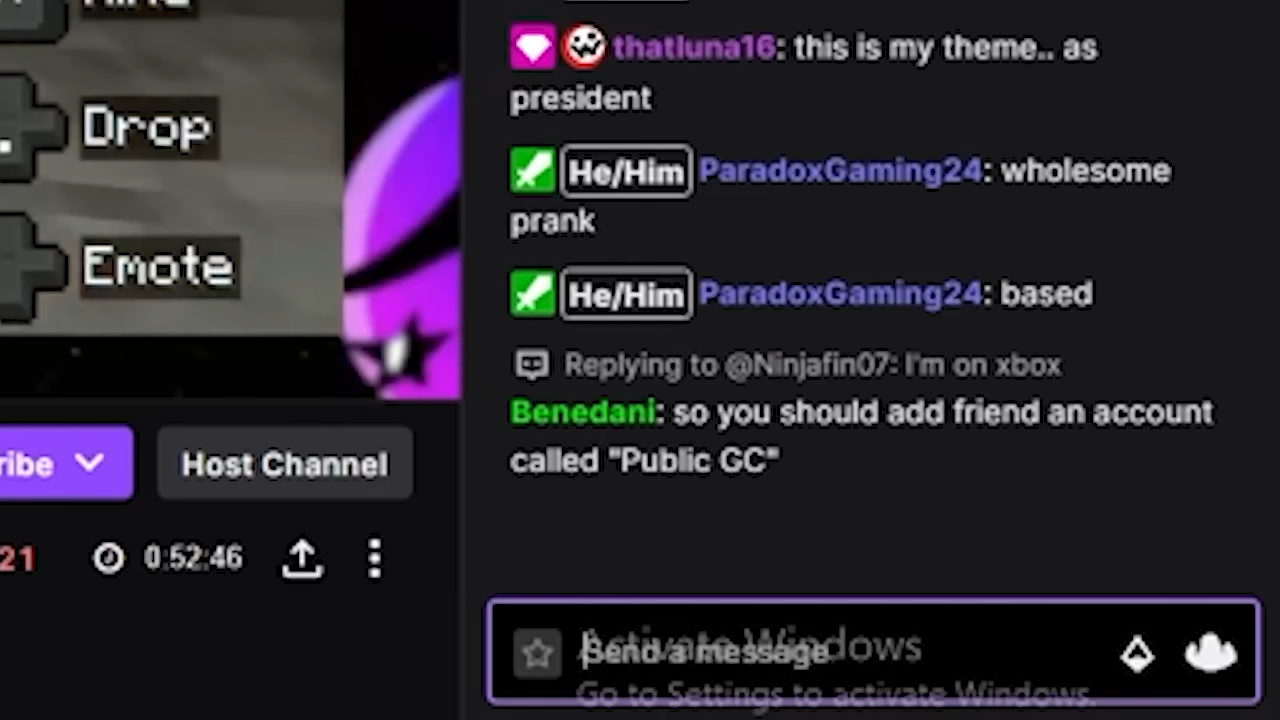 Drop
Emote
thatluna16: this is my theme.. as
president
He/Him ParadoxGaming24: wholesome
prank
He/Him ParadoxGaming24: based
Replying to @Ninjafin07: I'm on xbox
Benedani: so you should add friend an account
called "Public GC"
ribe
Host Channel
21
0:52:46
Activate Windows
Send a message
Go to Settings to activate Windows.